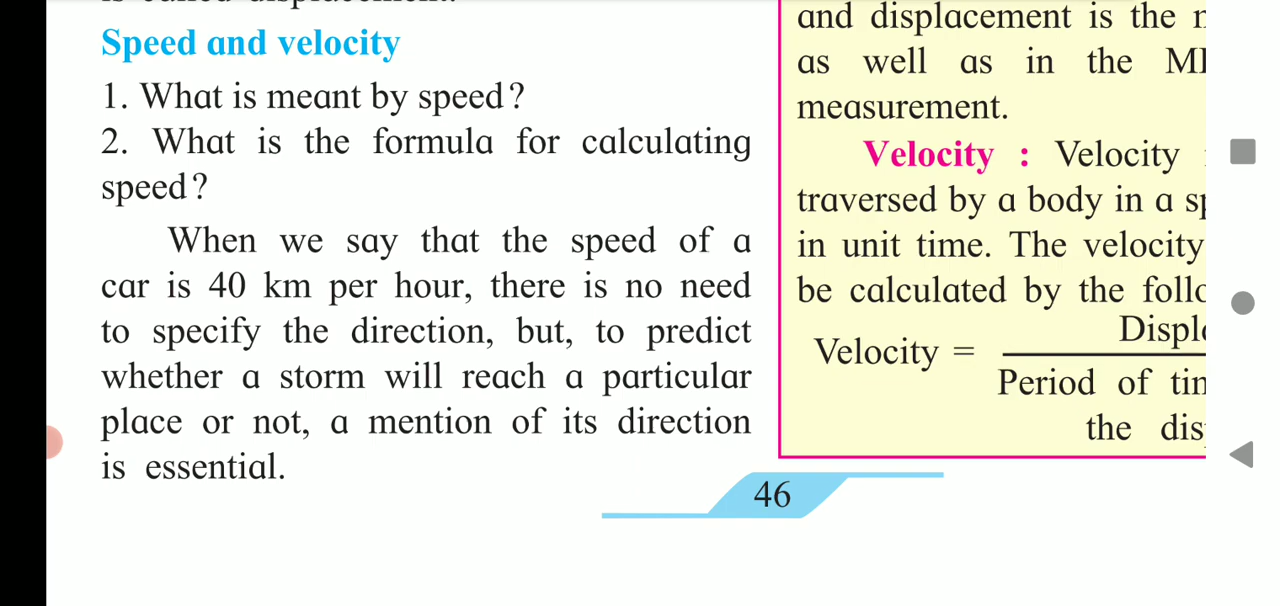 Speed and velocity
1. What is meant by speed?
2. What is the formula for calculating
speed?
When we say that the speed of a
car is 40 km per hour, there is no need
to specify the direction, but, to predict
whether a storm will reach a particular
place or not, a mention of its direction
is essential.
and displacement is the
as well as in the
measurement.
Velocity : Velocity
traversed by a body in a
in unit time. The velocity
be calculated by the
Velocity =
Period of
the
46